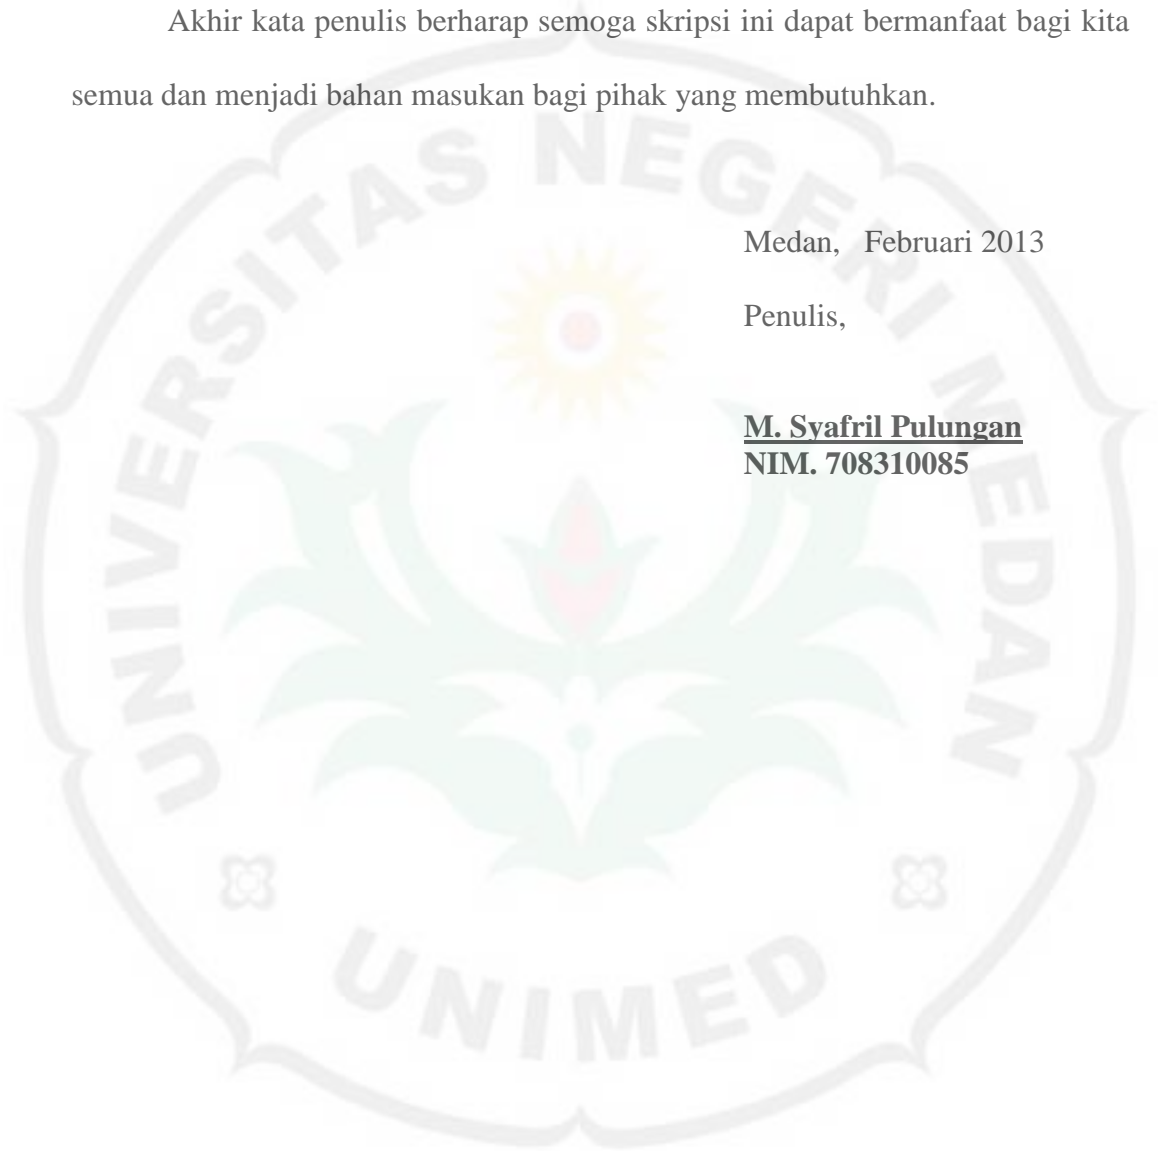 Akhir kata penulis berharap semoga skripsi ini dapat bermanfaat bagi kita
semua dan menjadi bahan masukan bagi pihak yang membutuhkan.
Medan, Februari 2013
Penulis,
M. Syafril Pulungan
NIM. 708310085
UNIVERSITAS NEGERI MEDAN
UNIMED